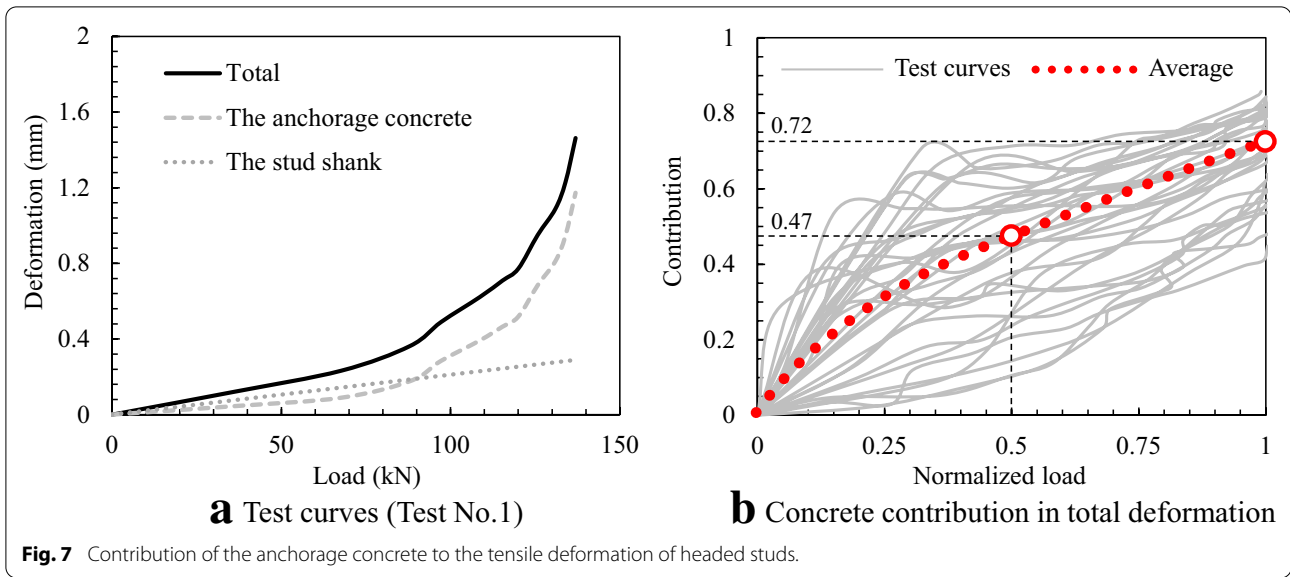 2
1.6
1.2
0.8
0.4
0
Deformation (mm)
Total
The anchorage concrete
The stud shank
0 50 100 150
Load (kN)
a Test curves (Test No.1)
1
0.8
0.6
0.4
0.2
0
Contribution
Test curves Average
0.72
0.47
0 0.25 0.5 0.75 1
Normalized load
b Concrete contribution in total deformation
Fig. 7 Contribution of the anchorage concrete to the tensile deformation of headed studs.